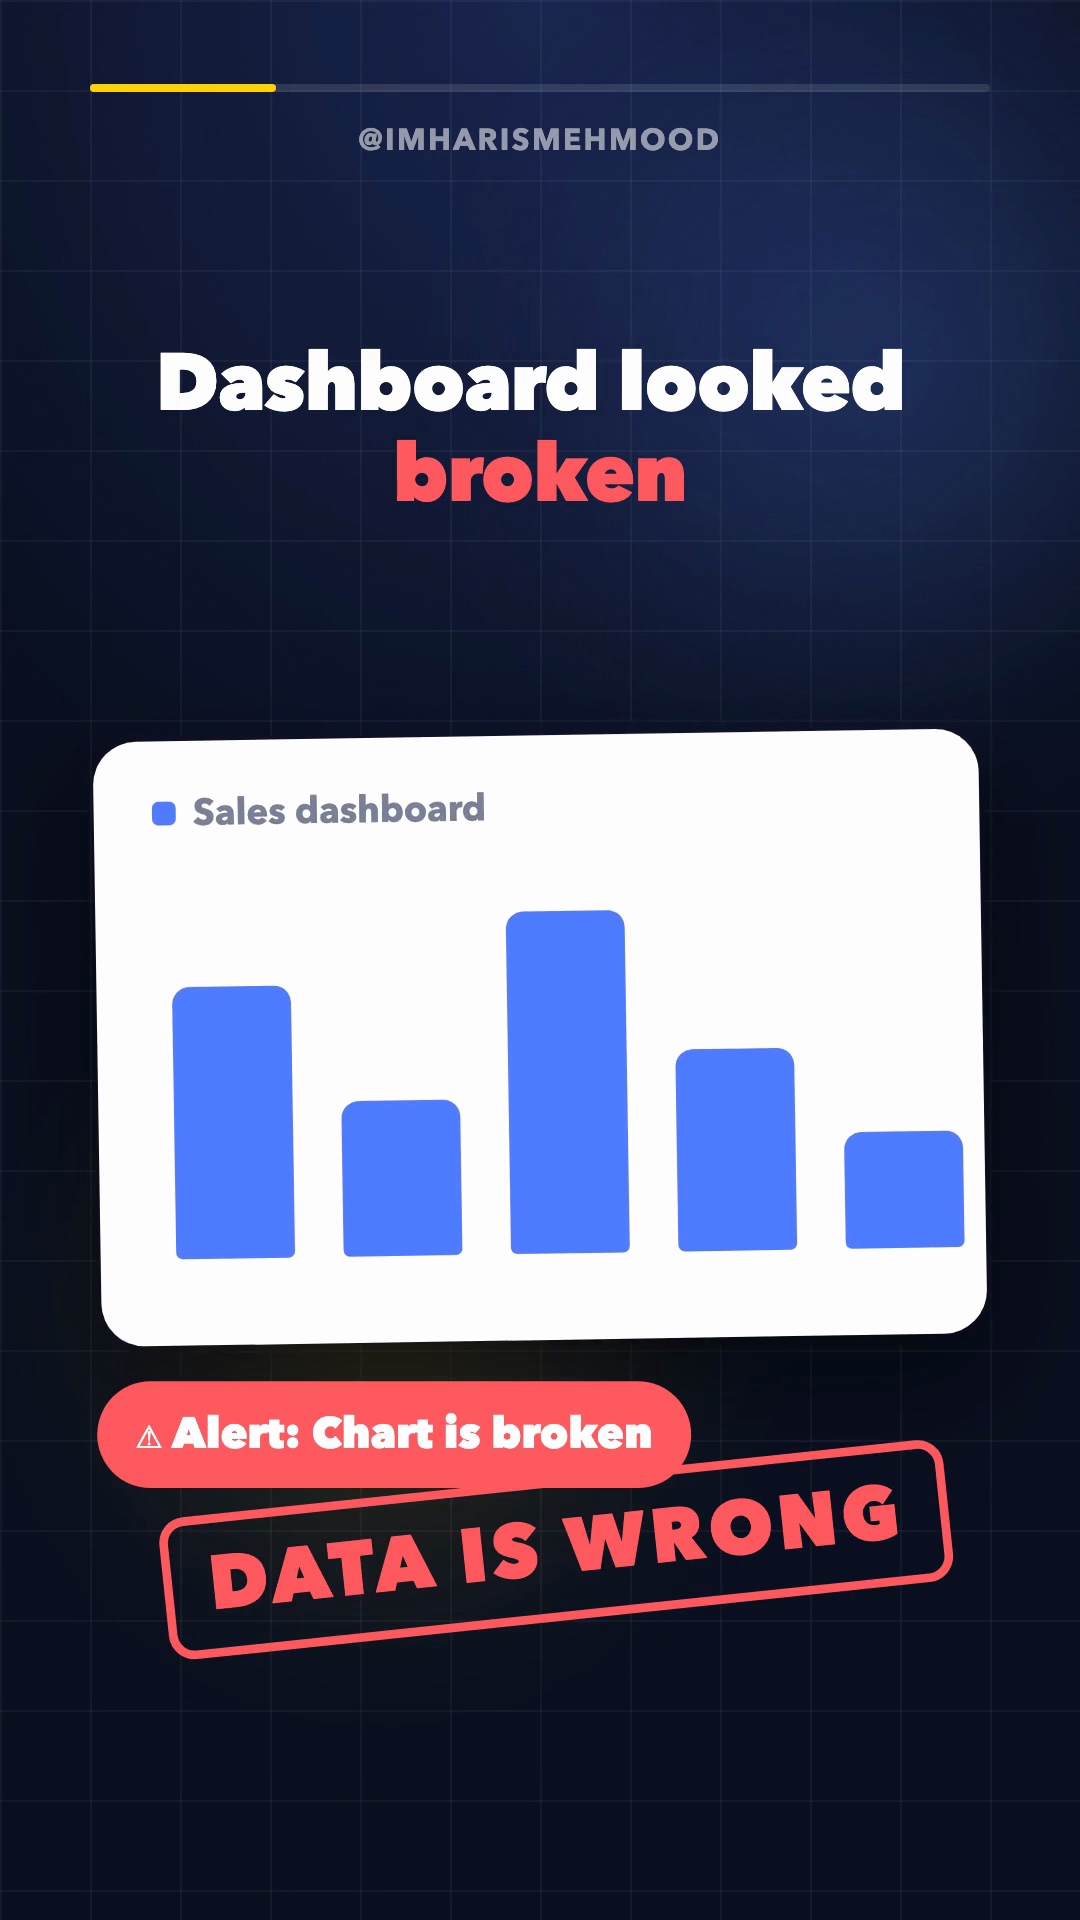 @IMHARISMEHMOOD
Dashboard looked
broken
Sales dashboard
⚠ Alert: Chart is broken
DATA IS WRONG